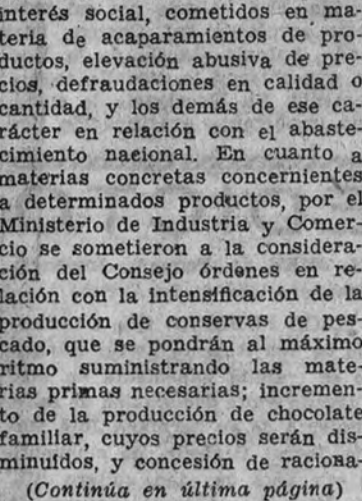 interés social, cometidos en ma-
teria de acaparamientos de pro-
ductos, elevación abusiva de pre-
cios, defraudaciones en calidad o
cantidad, y los demás de ese ca-
rácter en relación con el abaste-
cimiento naeional. En cuanto a
materias concretas concernientes
a determinados productos, por el
Ministerio de Industria y Comer-
cio se sometieron a la considera-
ción del Consejo órdenes en re-
lación con la intensificación de la
producción de conservas de pes-
cado, que se pondrán al máximo
ritmo suministrando las mate-
rias primas necesarias; incremen-
to de la producción de chocolate
familiar, cuyos precios serán dis-
minuídos, y concesión de raciona-
(Continúa en última página)